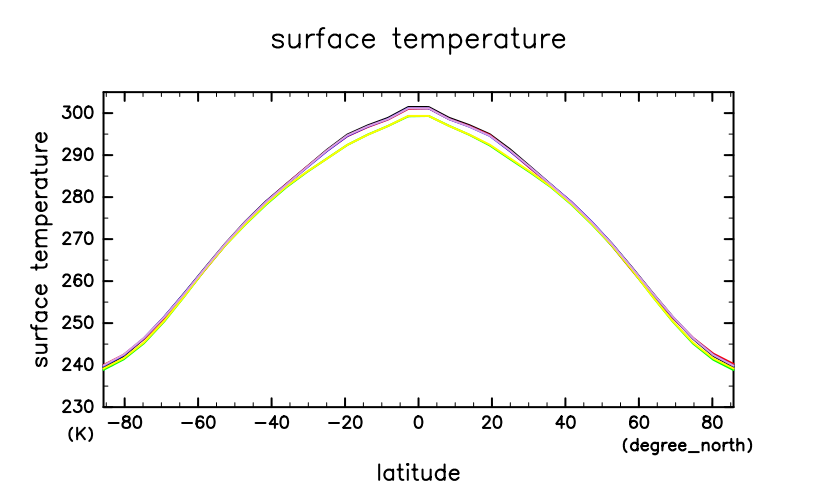 surface temperature
300
290
280
270
260
250
240
230
surface temperature
(K)
−80 −60 −40 −20 0 20 40 60 80
(degree_north)
latitude